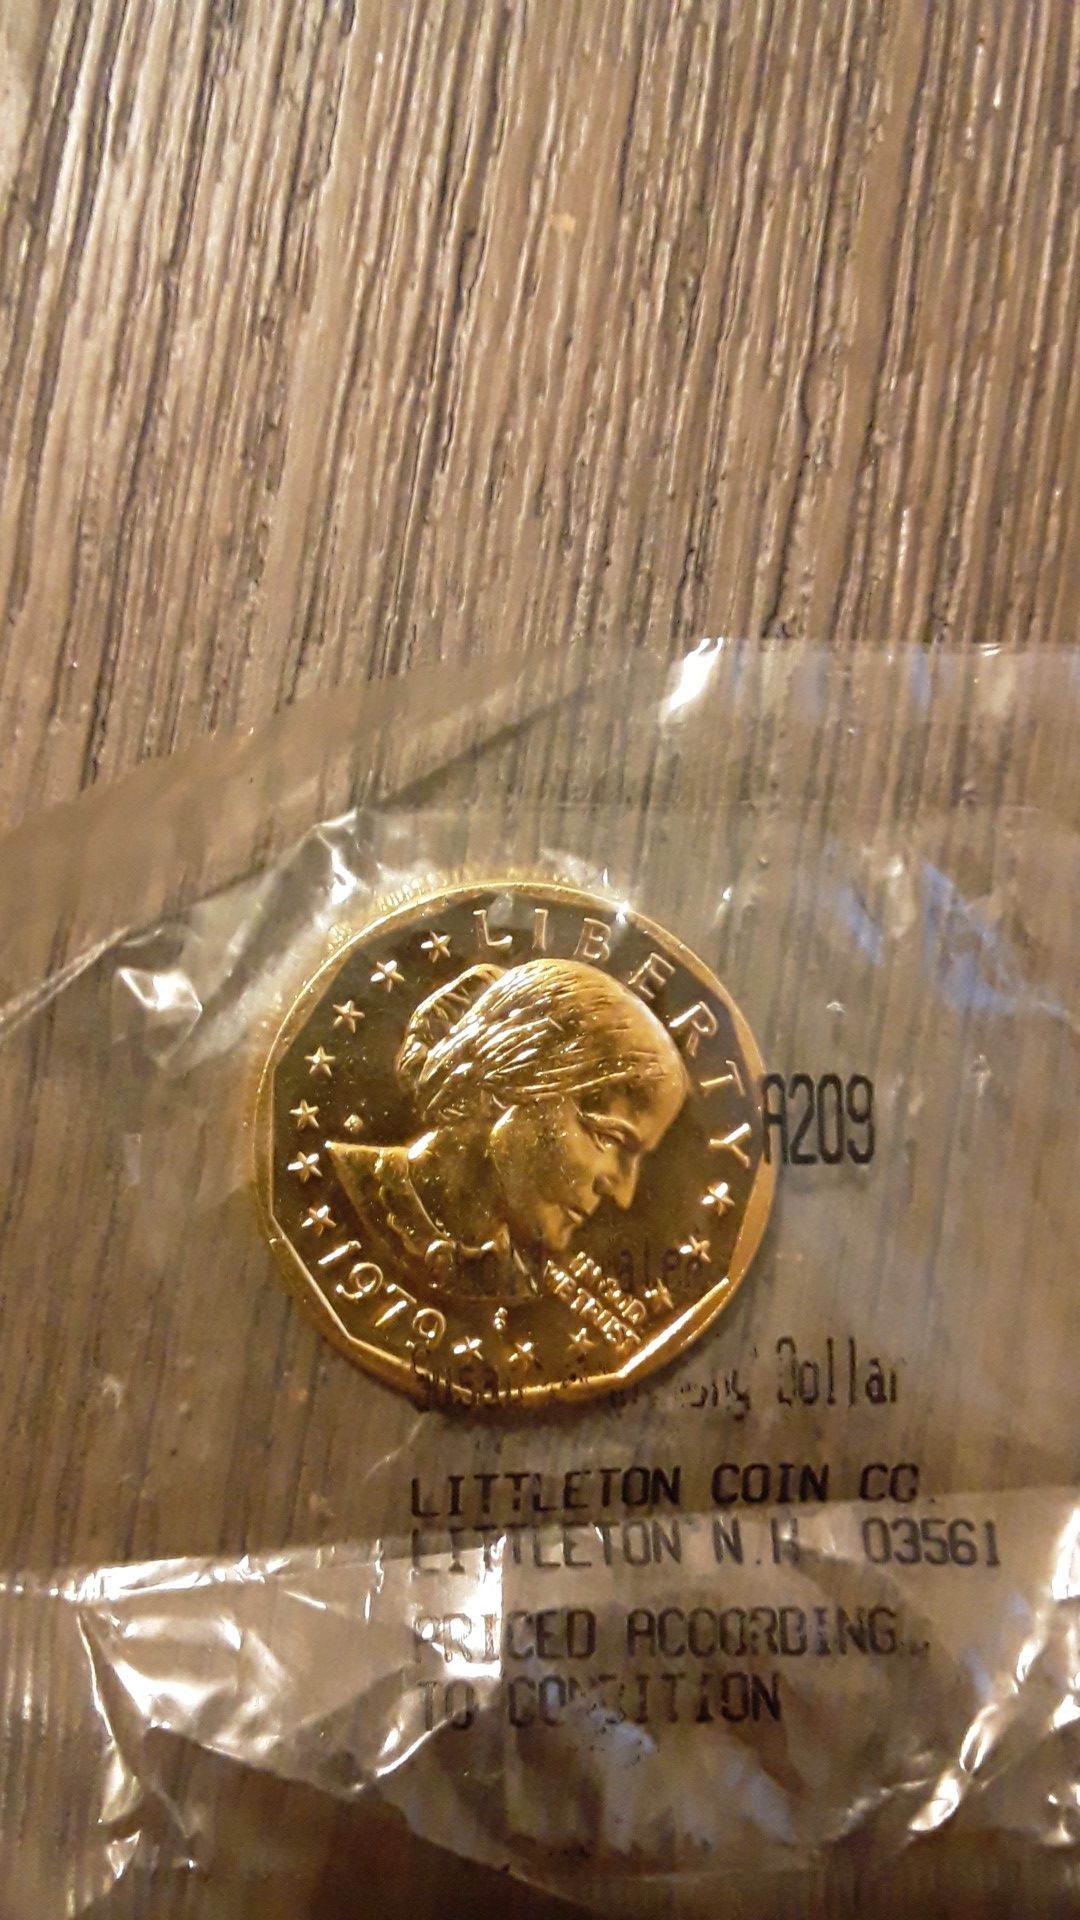 LIBERTY
1979
IN GOD
WE TRUST
A209
Dollar
LITTLETON COIN CO.
LITTLETON N.H. 03561
PRICED ACCORDING
TO CONDITION